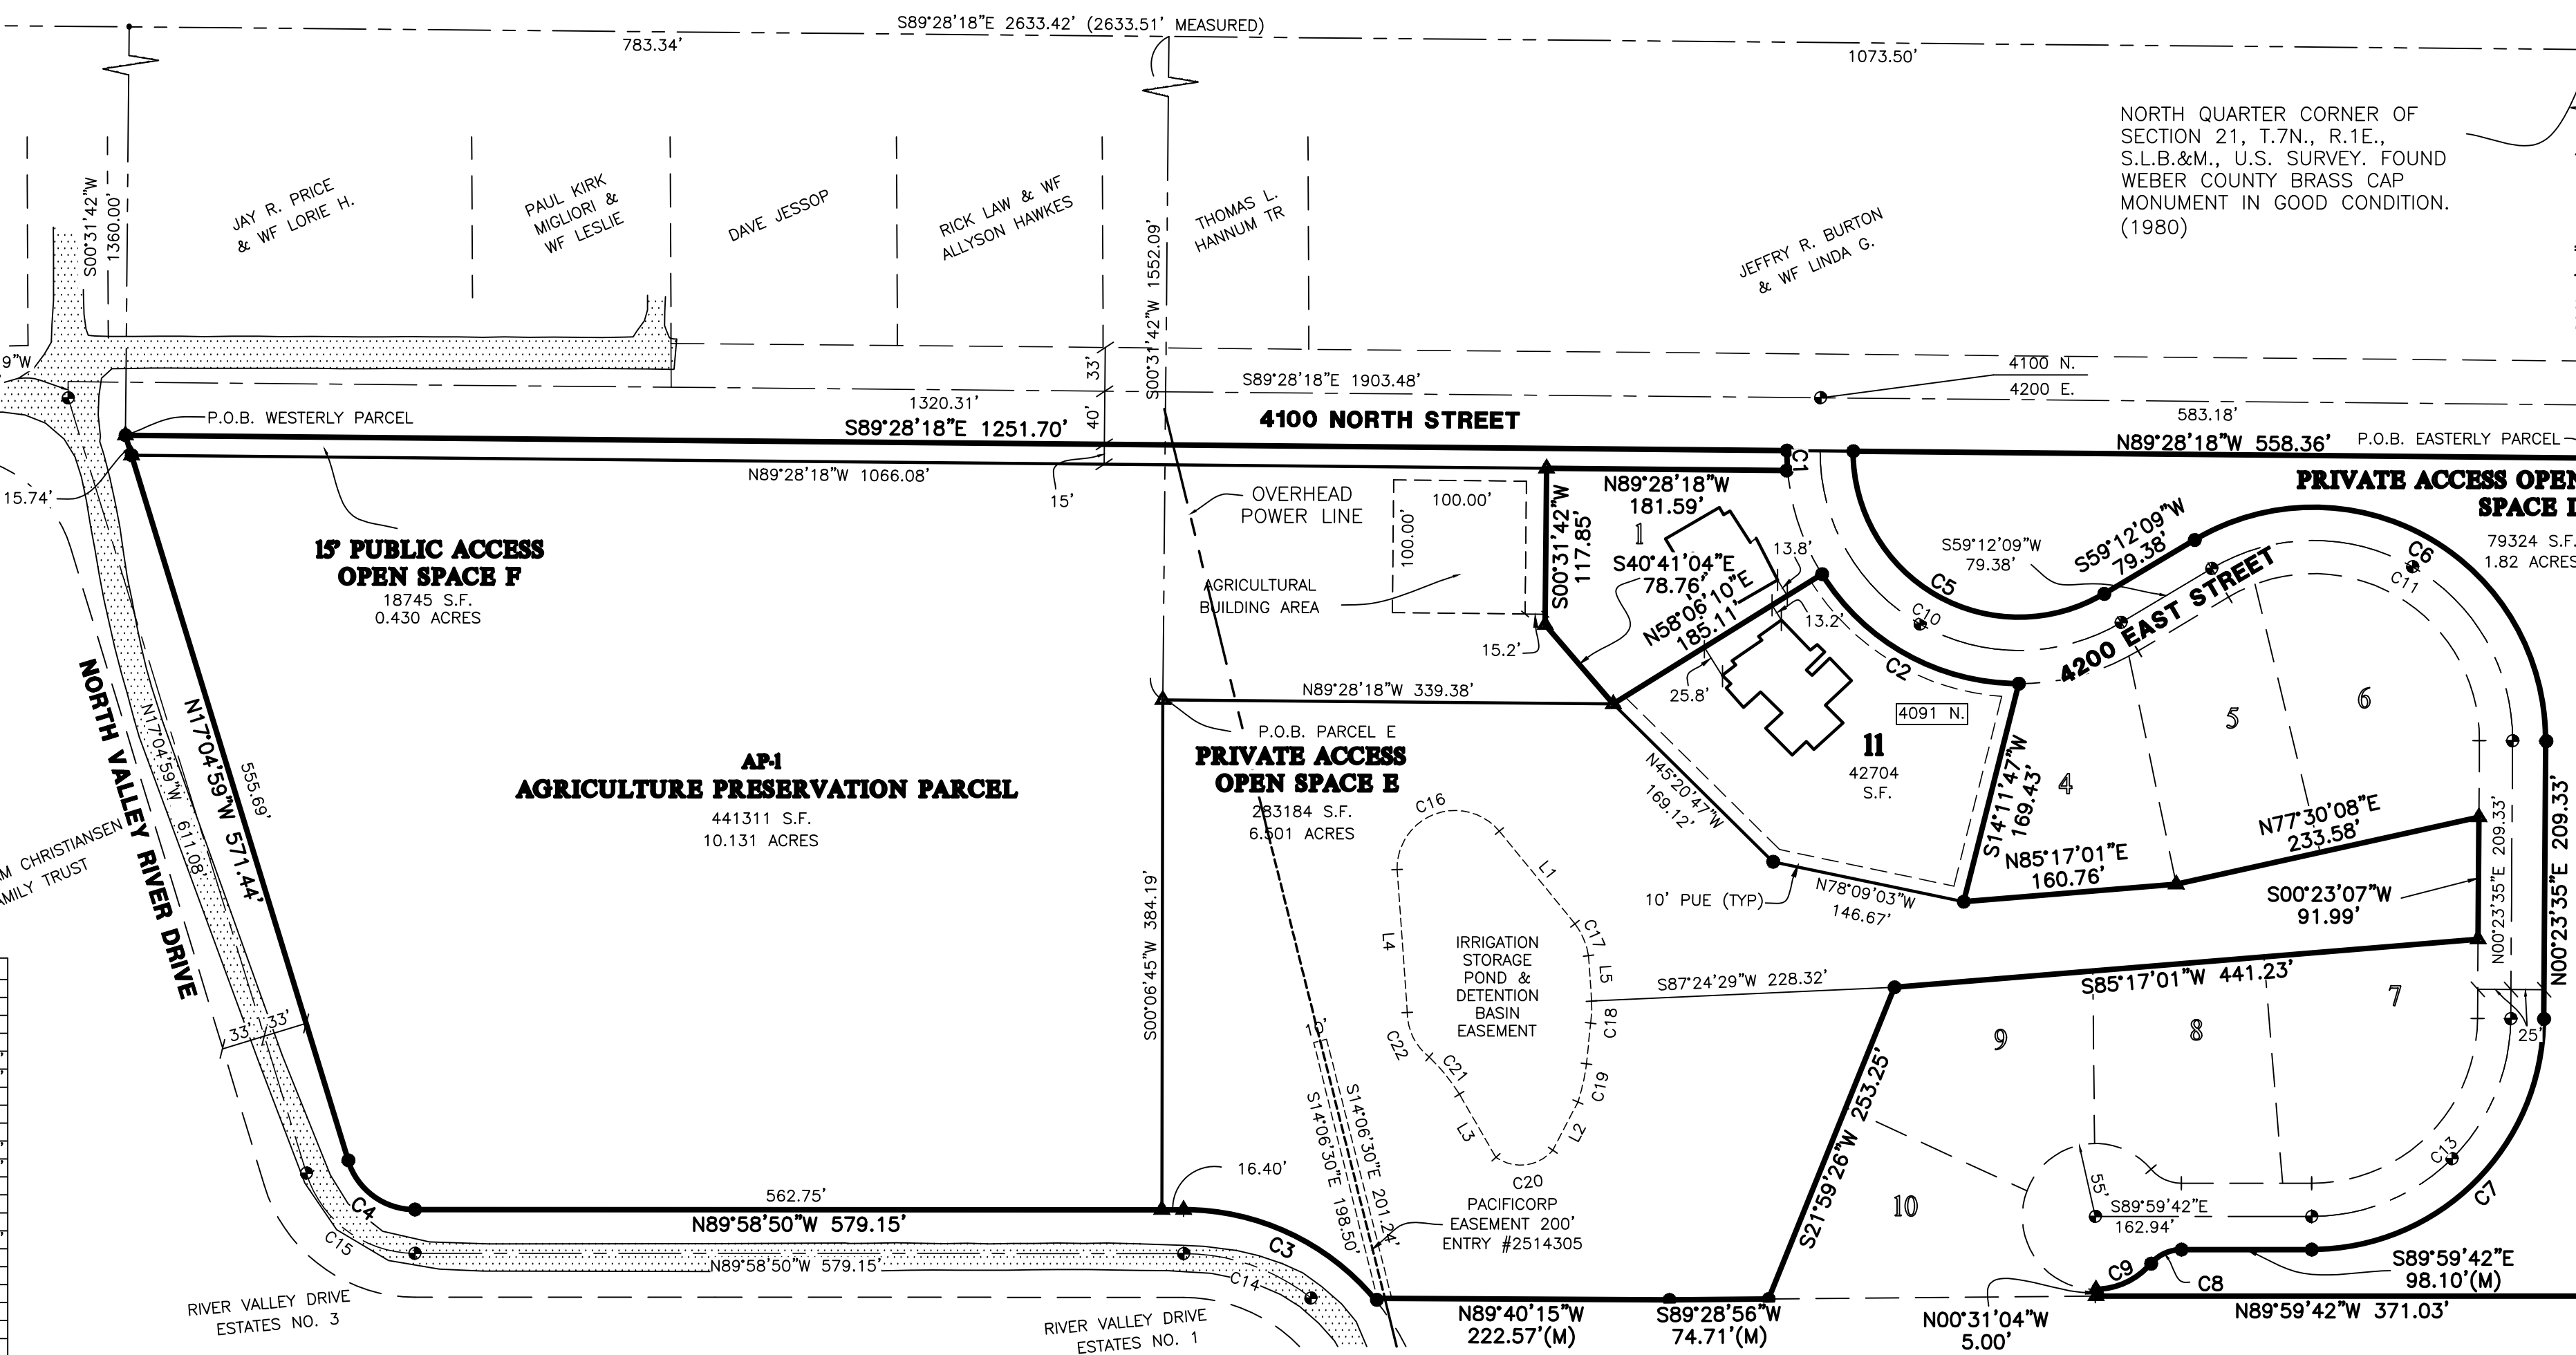 S89°28'18"E 2633.42' (2633.51' MEASURED)
783.34'
1073.50'
NORTH QUARTER CORNER OF
SECTION 21, T.7N., R.1E.,
S.L.B.&M., U.S. SURVEY. FOUND
WEBER COUNTY BRASS CAP
MONUMENT IN GOOD CONDITION.
(1980)
S00°31'42"W
1360.00'
JAY R. PRICE
& WF LORIE H.
PAUL KIRK
MIGLIORI &
WF LESLIE
DAVE JESSOP
RICK LAW & WF
ALLYSON HAWKES
S00°31'42"W 1552.09'
THOMAS L.
HANNUM TR
JEFFRY R. BURTON
& WF LINDA G.
9"W
33'
40'
15'
S89°28'18"E 1903.48'
4100 N.
4200 E.
1320.31'
583.18'
P.O.B. WESTERLY PARCEL
S89°28'18"E 1251.70'
4100 NORTH STREET
N89°28'18"W 558.36'
P.O.B. EASTERLY PARCEL
N89°28'18"W 1066.08'
15.74'
C1
N89°28'18"W
181.59'
PRIVATE ACCESS OPEN
SPACE
79324 S.F.
1.82 ACRES
OVERHEAD
POWER LINE
100.00'
100.00'
AGRICULTURAL
BUILDING AREA
15.2'
S00°31'42"W
117.85'
1
S40°41'04"E
78.76'
N58°06'10"E
185.11'
13.8'
13.2'
25.8'
15' PUBLIC ACCESS
OPEN SPACE F
18745 S.F.
0.430 ACRES
C5
C10
C2
S59°12'09"W
79.38'
S59°12'09"W
79.38'
4200 EAST STREET
C6
C11
NORTH VALLEY RIVER DRIVE
N17°04'59"W 611.08'
N17°04'59"W 571.44'
555.69'
N89°28'18"W 339.38'
P.O.B. PARCEL E
PRIVATE ACCESS
OPEN SPACE E
283184 S.F.
6.501 ACRES
AP-1
AGRICULTURE PRESERVATION PARCEL
441311 S.F.
10.131 ACRES
4091 N.
11
42704
S.F.
N45°20'47"W
169.12'
S14°11'47"W
169.43'
4
5
6
10' PUE (TYP)
N78°09'03"W
146.67'
N85°17'01"E
160.76'
N77°30'08"E
233.58'
S00°23'07"W
91.99'
N00°23'35"E 209.33'
N00°23'35"E 209.33'
M CHRISTIANSEN
AMILY TRUST
S00°06'45"W 384.19'
C16
L1
C17
L5
L4
IRRIGATION
STORAGE
POND &
DETENTION
BASIN
EASEMENT
C18
C19
L2
C20
L3
C21
C22
S87°24'29"W 228.32'
S85°17'01"W 441.23'
7
8
9
10
25'
33'
33'
S14°06'30"E 201.24'
S14°06'30"E 198.50'
PACIFICORP
EASEMENT 200'
ENTRY #2514305
S21°59'26"W 253.25'
C13
C7
55'
S89°59'42"E
162.94'
C4
C15
562.75'
N89°58'50"W 579.15'
16.40'
N89°58'50"W 579.15'
C3
C14
C9
C8
S89°59'42"E
98.10'(M)
N89°59'42"W 371.03'
N00°31'04"W
5.00'
N89°40'15"W
222.57'(M)
S89°28'56"W
74.71'(M)
RIVER VALLEY DRIVE
ESTATES NO. 3
RIVER VALLEY DRIVE
ESTATES NO. 1